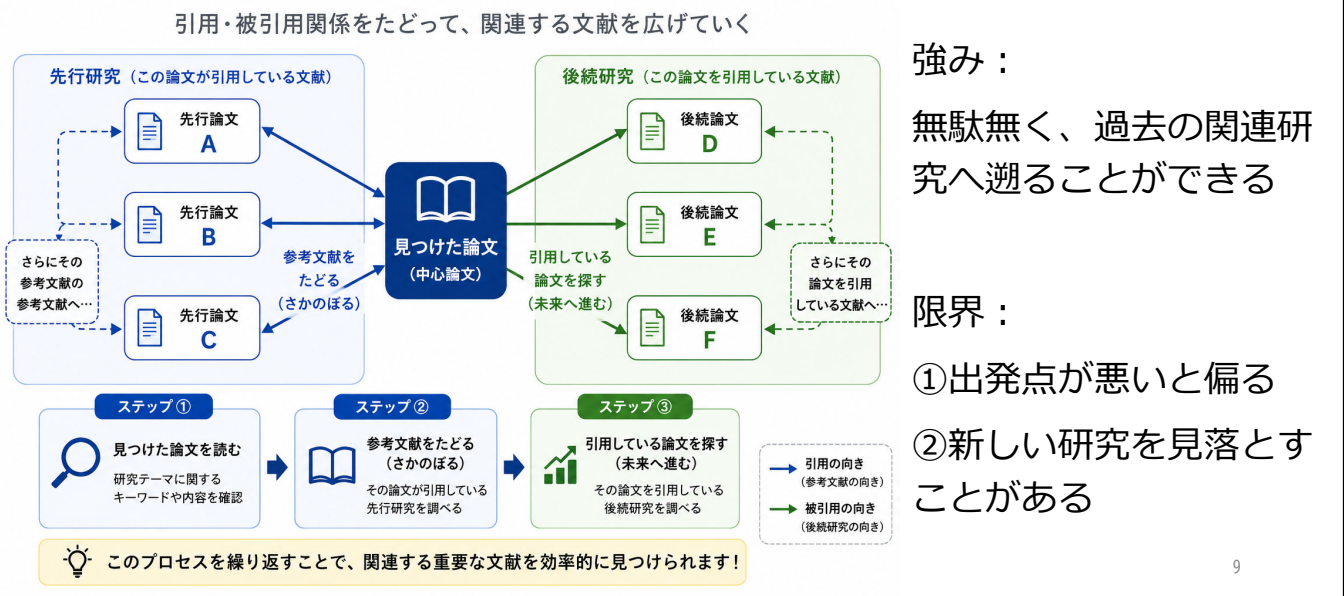 引用・被引用関係をたどって、関連する文献を広げていく
先行研究（この論文が引用している文献）
先行論文
A
先行論文
B
先行論文
C
さらにその
参考文献の
参考文献へ…
参考文献を
たどる
（さかのぼる）
見つけた論文
（中心論文）
引用している
論文を探す
（未来へ進む）
後続研究（この論文を引用している文献）
後続論文
D
後続論文
E
後続論文
F
さらにその
論文を引用
している文献へ…
ステップ①
見つけた論文を読む
研究テーマに関する
キーワードや内容を確認
ステップ②
参考文献をたどる
（さかのぼる）
その論文が引用している
先行研究を調べる
ステップ③
引用している論文を探す
（未来へ進む）
その論文を引用している
後続研究を調べる
引用の向き
（参考文献の向き）
被引用の向き
（後続研究の向き）
このプロセスを繰り返すことで、関連する重要な文献を効率的に見つけられます！
強み：
無駄無く、過去の関連研
究へ遡ることができる
限界：
①出発点が悪いと偏る
②新しい研究を見落とす
ことがある
9